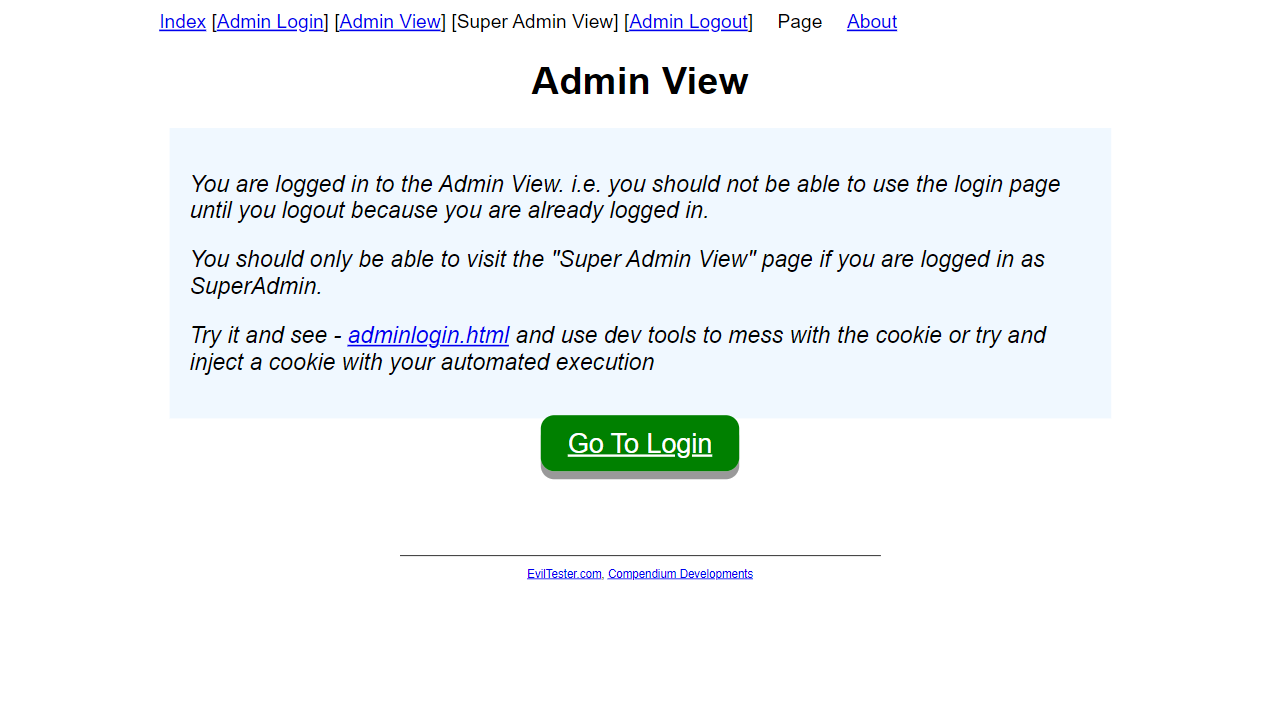 Index [Admin Login] [Admin View] [Super Admin View] [Admin Logout] Page About
Admin View
You are logged in to the Admin View. i.e. you should not be able to use the login page
until you logout because you are already logged in.
You should only be able to visit the "Super Admin View" page if you are logged in as
SuperAdmin.
Try it and see - adminlogin.html and use dev tools to mess with the cookie or try and
inject a cookie with your automated execution
Go To Login
EvilTester.com, Compendium Developments